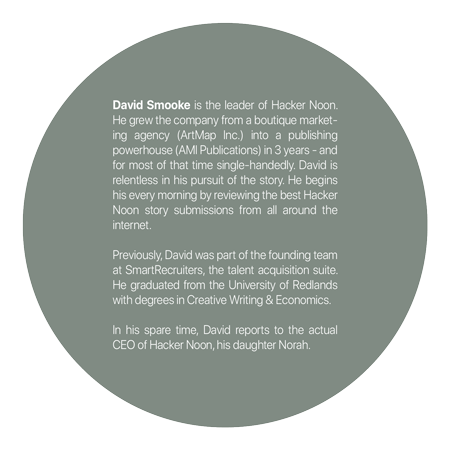 David Smooke is the leader of Hacker Noon.
He grew the company from a boutique market-
ing agency (ArtMap Inc.) into a publishing
powerhouse (AMI Publications) in 3 years - and
for most of that time single-handedly. David is
relentless in his pursuit of the story. He begins
his every morning by reviewing the best Hacker
Noon story submissions from all around the
internet.
Previously, David was part of the founding team
at SmartRecruiters, the talent acquisition suite.
He graduated from the University of Redlands
with degrees in Creative Writing & Economics.
In his spare time, David reports to the actual
CEO of Hacker Noon, his daughter Norah.